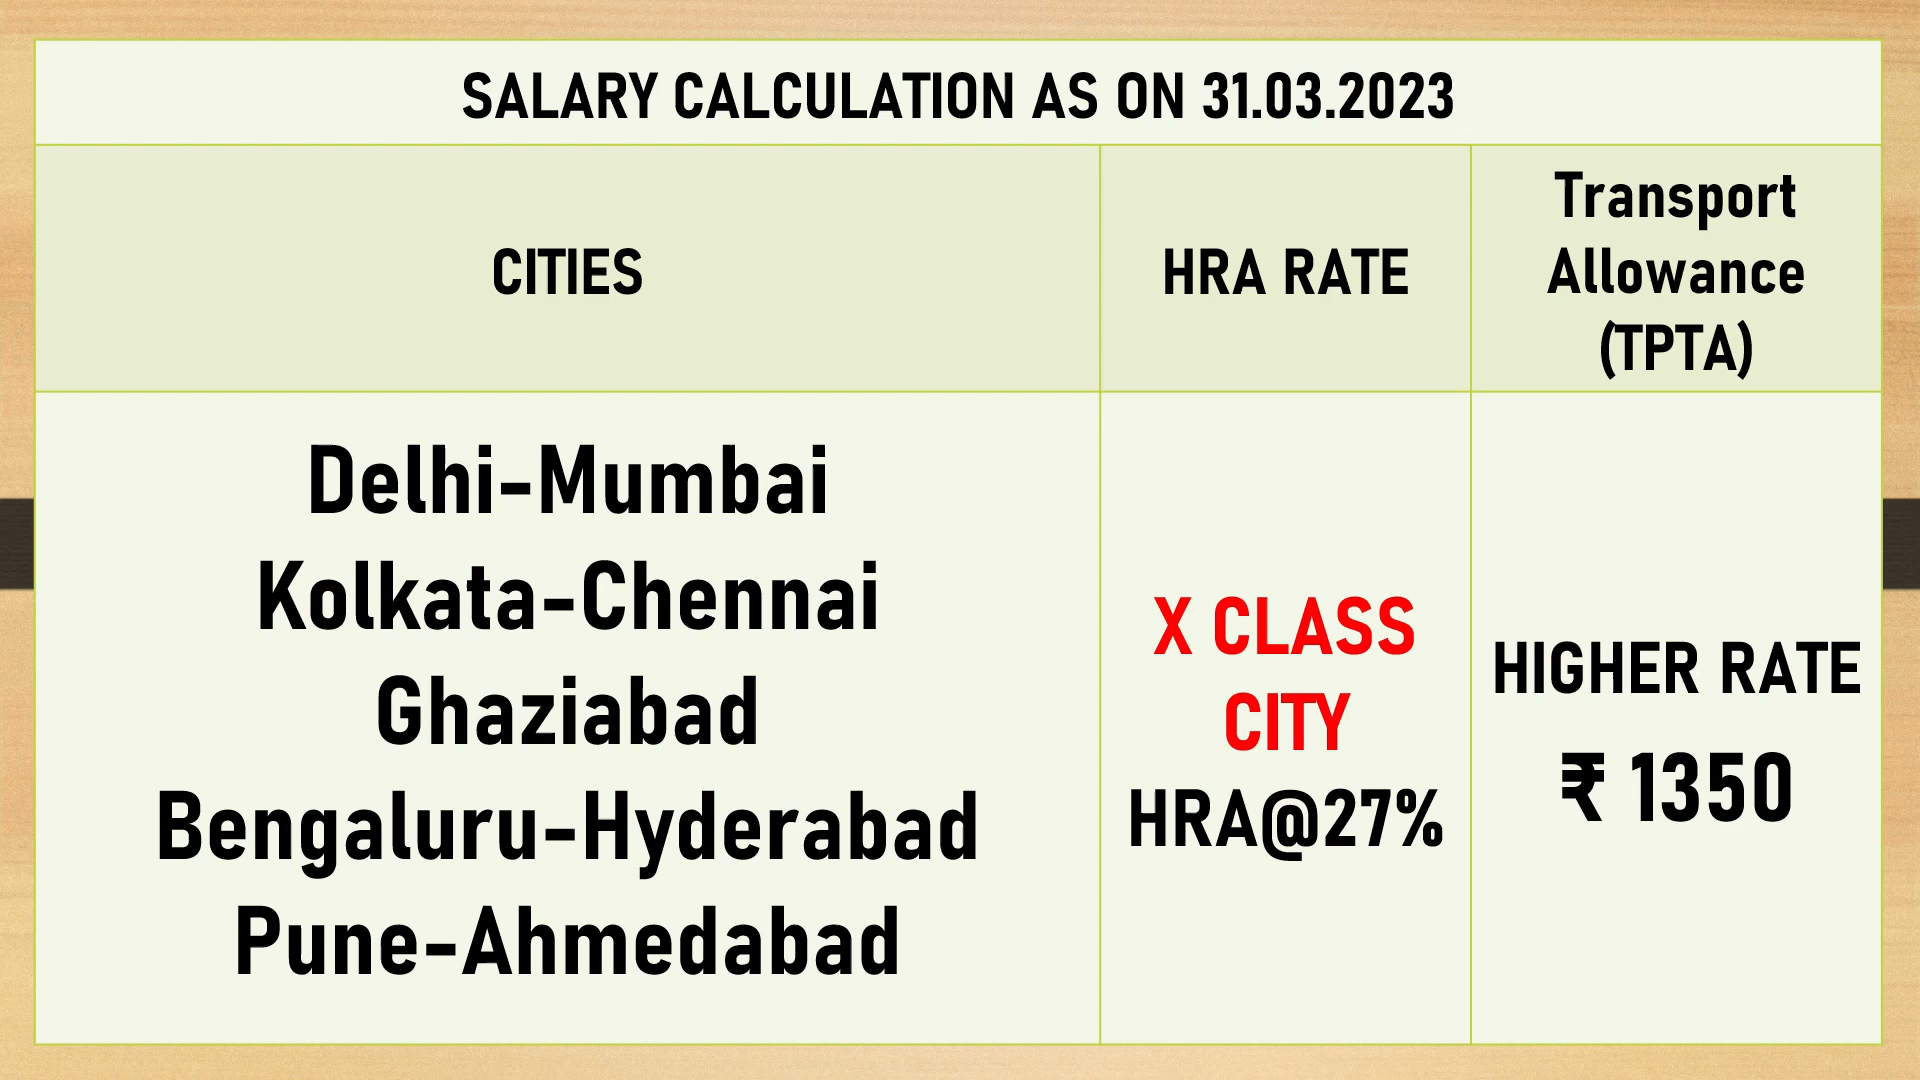 SALARY CALCULATION AS ON 31.03.2023
CITIES
HRA RATE
Transport
Allowance
(TPTA)
Delhi-Mumbai
Kolkata-Chennai
Ghaziabad
Bengaluru-Hyderabad
Pune-Ahmedabad
X CLASS
CITY
HRA@27%
HIGHER RATE
₹ 1350